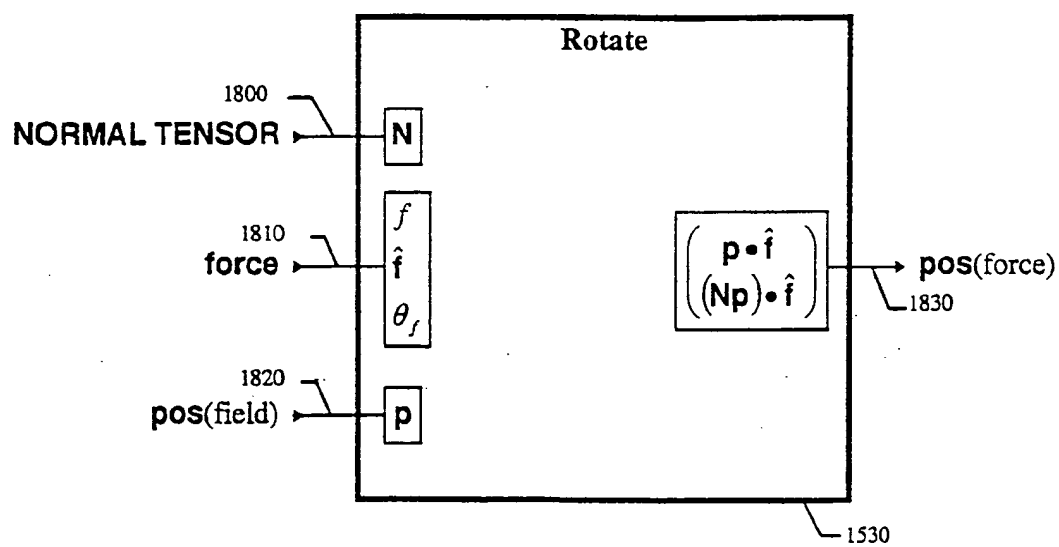 Rotate
1800
NORMAL TENSOR
N
f
1810
force
f̂
θ_f
1820
pos(field)
p
p • f̂
(Np) • f̂
pos(force)
1830
1530